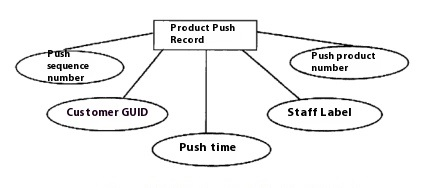 Product Push
Record
Push
sequence
number
Push product
number
Customer GUID
Staff Label
Push time